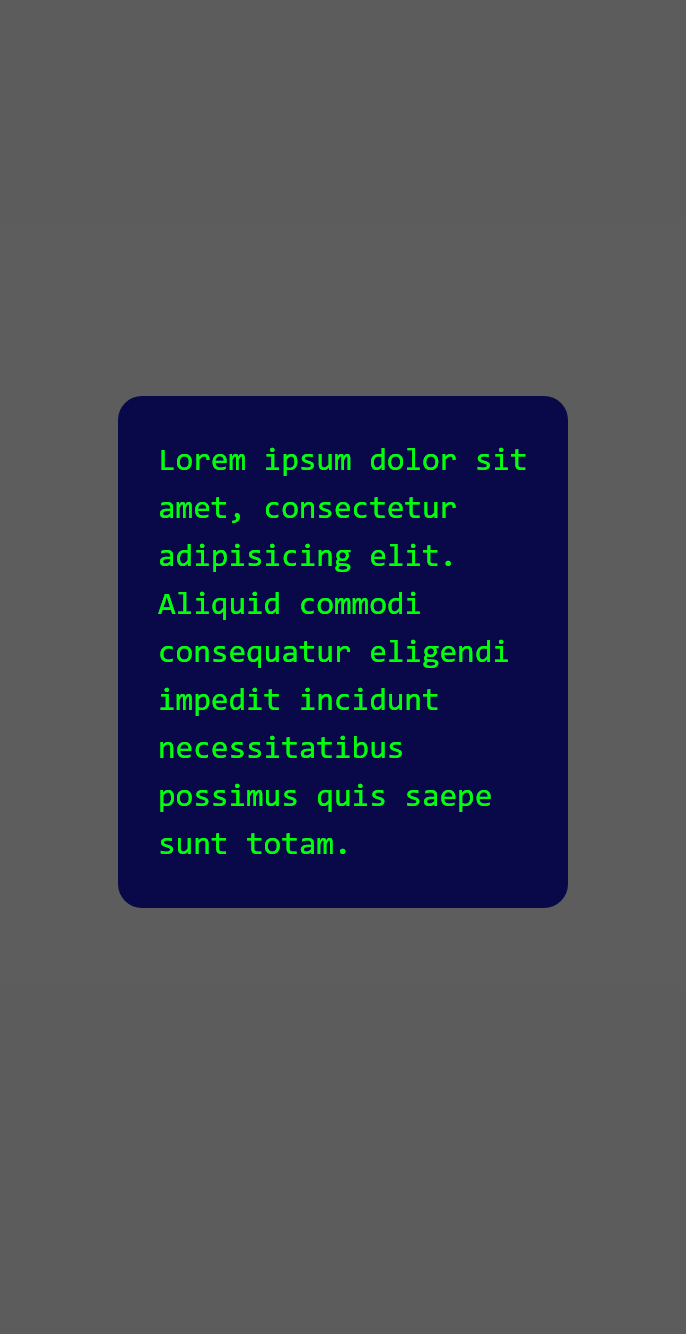 Lorem ipsum dolor sit
amet, consectetur
adipisicing elit.
Aliquid commodi
consequatur eligendi
impedit incidunt
necessitatibus
possimus quis saepe
sunt totam.